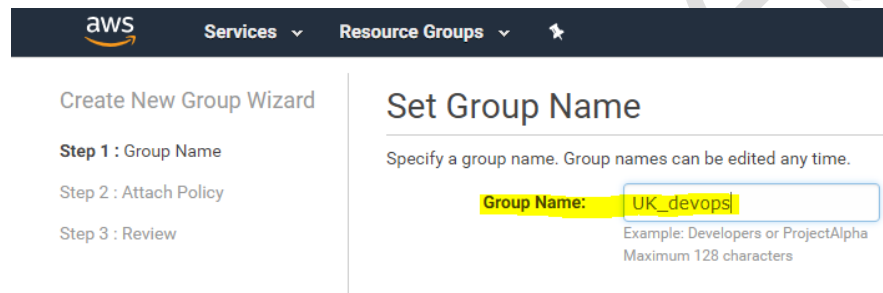 aws
Services
Resource Groups
Create New Group Wizard
Step 1 : Group Name
Step 2 : Attach Policy
Step 3 : Review
Set Group Name
Specify a group name. Group names can be edited any time.
Group Name: UK_devops
Example: Developers or ProjectAlpha
Maximum 128 characters